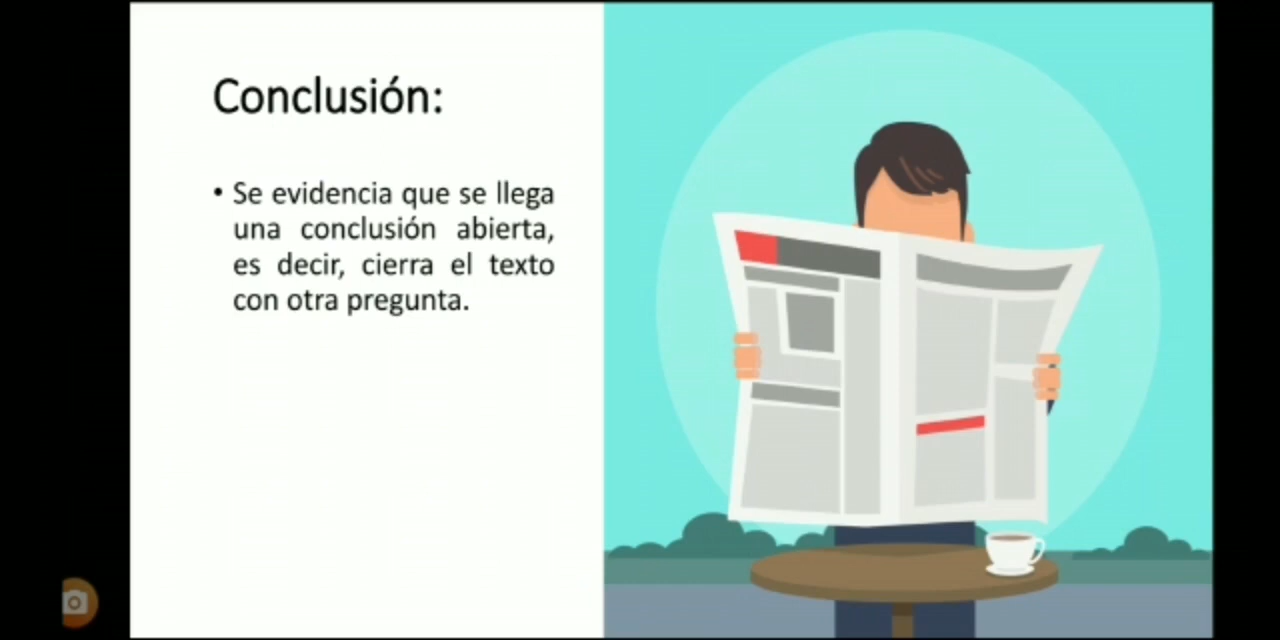 Conclusión:
• Se evidencia que se llega
una conclusión abierta,
es decir, cierra el texto
con otra pregunta.